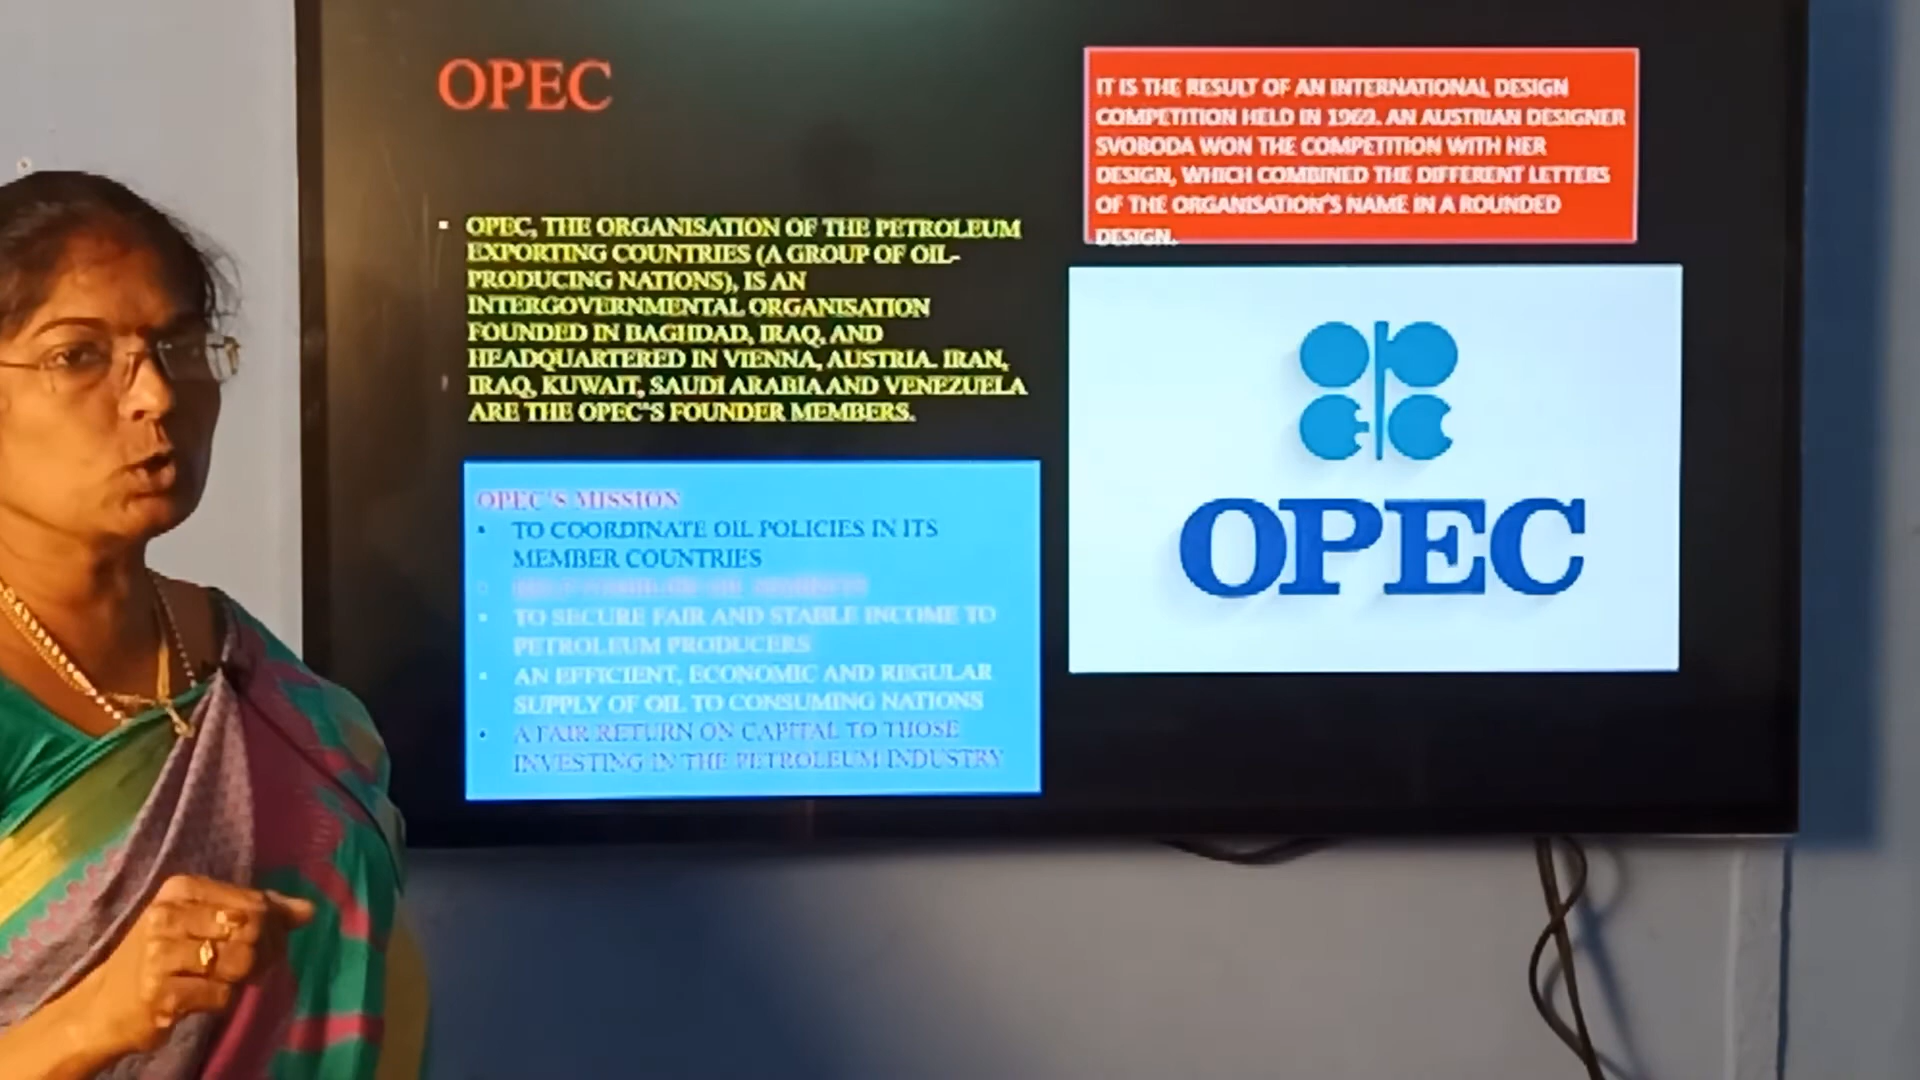 OPEC
OPEC, THE ORGANISATION OF THE PETROLEUM
EXPORTING COUNTRIES (A GROUP OF OIL-
PRODUCING NATIONS), IS AN
INTERGOVERNMENTAL ORGANISATION
FOUNDED IN BAGHDAD, IRAQ, AND
HEADQUARTERED IN VIENNA, AUSTRIA. IRAN,
IRAQ, KUWAIT, SAUDI ARABIA AND VENEZUELA
ARE THE OPEC'S FOUNDER MEMBERS.
OPEC'S MISSION
TO COORDINATE OIL POLICIES IN ITS
MEMBER COUNTRIES
TO SECURE FAIR AND STABLE INCOME TO
PETROLEUM PRODUCERS
AN EFFICIENT, ECONOMIC AND REGULAR
SUPPLY OF OIL TO CONSUMING NATIONS
A FAIR RETURN ON CAPITAL TO THOSE
INVESTING IN THE PETROLEUM INDUSTRY
IT IS THE RESULT OF AN INTERNATIONAL DESIGN
COMPETITION HELD IN 1969. AN AUSTRIAN DESIGNER
SVOBODA WON THE COMPETITION WITH HER
DESIGN, WHICH COMBINED THE DIFFERENT LETTERS
OF THE ORGANISATION'S NAME IN A ROUNDED
DESIGN.
OPEC